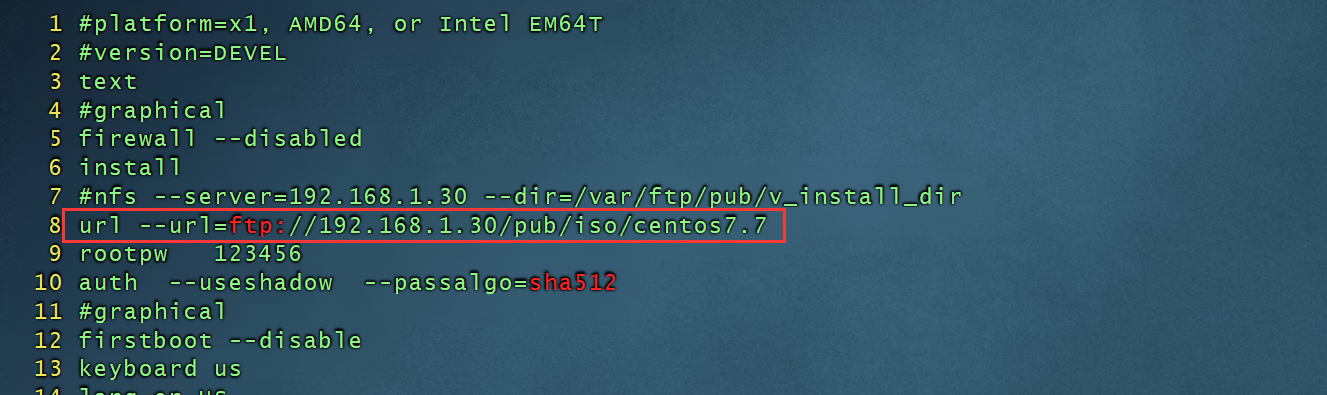 1 #platform=x1, AMD64, or Intel EM64T
2 #version=DEVEL
3 text
4 #graphical
5 firewall --disabled
6 install
7 #nfs --server=192.168.1.30 --dir=/var/ftp/pub/v_install_dir
8 url --url=ftp://192.168.1.30/pub/iso/centos7.7
9 rootpw   123456
10 auth  --useshadow  --passalgo=sha512
11 #graphical
12 firstboot --disable
13 keyboard us
14 lang en_US